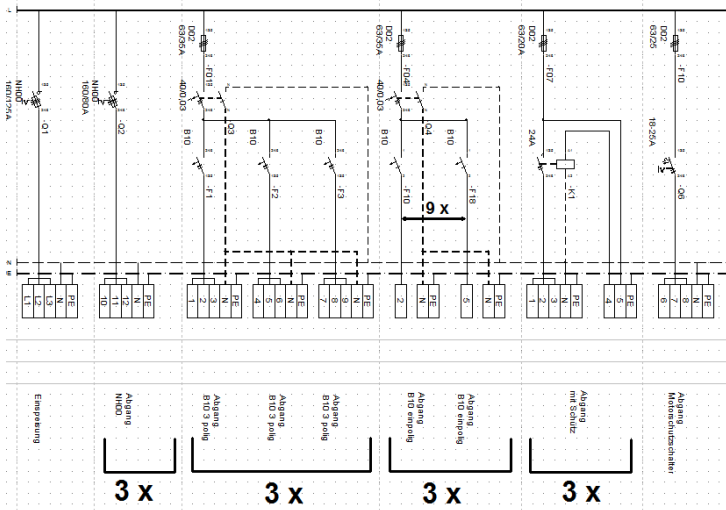 L
D02
63/35A
D02
63/35A
D02
63/20A
D02
63/25
-F01
-F04
-F07
-F10
NH00
160/125A
NH00
160/80A
40/0,03
40/0,03
-Q1
-Q2
-Q3
-Q4
B10
B10
B10
B10
B10
24A
18-25A
-F1
-F2
-F3
-F10
-F18
-K1
-Q6
9 x
N
L1
L2
L3
N
PE
10
11
12
N
PE
1
2
3
N
PE
4
5
6
N
PE
7
8
9
N
PE
2
N
PE
5
N
PE
1
2
3
N
PE
4
5
PE
6
7
8
N
PE
Einspeisung
Abgang
NH00
Abgang
B10 3 polig
Abgang
B10 3 polig
Abgang
B10 3 polig
Abgang
B10 einpolig
Abgang
B10 einpolig
Abgang
mit Schütz
Abgang
Motorschutzschalter
3 x
3 x
3 x
3 x